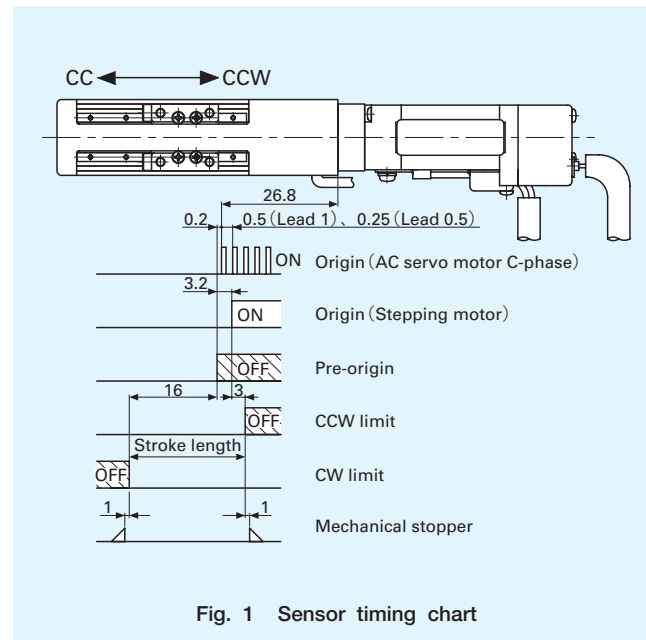 CC CCW
26.8
0.2 0.5(Lead 1)、0.25(Lead 0.5)
ON Origin(AC servo motor C-phase)
3.2
ON Origin(Stepping motor)
OFF Pre-origin
16 3
OFF CCW limit
Stroke length
OFF CW limit
1 1
Mechanical stopper
Fig. 1 Sensor timing chart